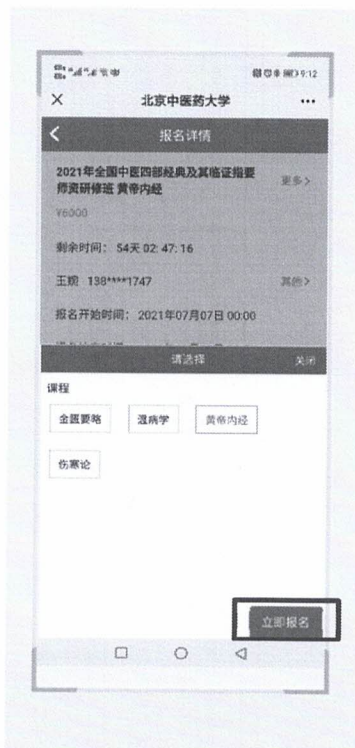 9:12
北京中医药大学
报名详情
2021年全国中医四部经典及其临证指要
师资研修班 黄帝内经
更多>
¥6000
剩余时间： 54天 02:47:16
王婉 138****1747
其他>
报名开始时间： 2021年07月07日 00:00
请选择
关闭
课程
金匮要略
温病学
黄帝内经
伤寒论
立即报名